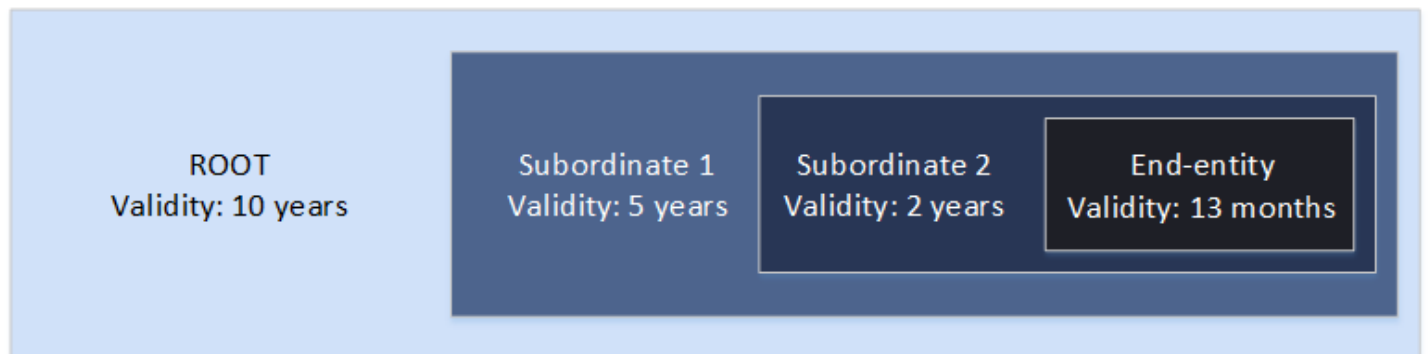 ROOT
Validity: 10 years
Subordinate 1
Validity: 5 years
Subordinate 2
Validity: 2 years
End-entity
Validity: 13 months